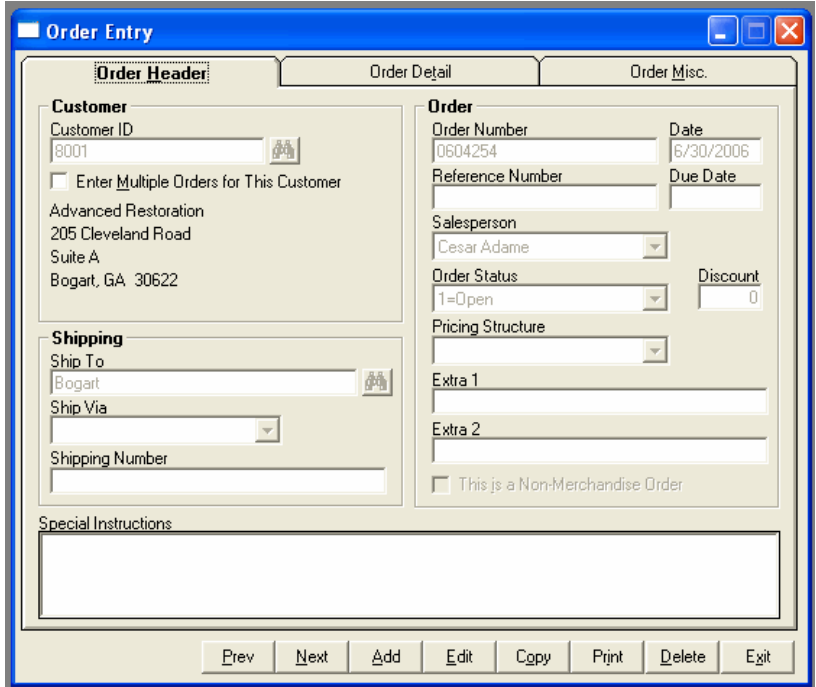 Order Entry
Order Header Order Detail Order Misc.
Customer
Customer ID
8001
Enter Multiple Orders for This Customer
Advanced Restoration
205 Cleveland Road
Suite A
Bogart, GA 30622
Shipping
Ship To
Bogart
Ship Via
Shipping Number
Order
Order Number Date
0604254 6/30/2006
Reference Number Due Date
Salesperson
Cesar Adame
Order Status Discount
1=Open 0
Pricing Structure
Extra 1
Extra 2
This is a Non-Merchandise Order
Special Instructions
Prev Next Add Edit Copy Print Delete Exit